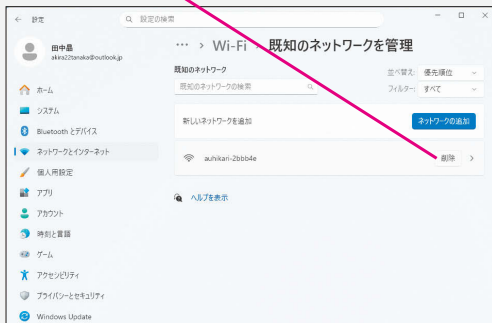 ← 設定
設定の検索
田中晶
akira22tanaka@outlook.jp
ホーム
システム
Bluetooth とデバイス
ネットワークとインターネット
個人用設定
アプリ
アカウント
時刻と言語
ゲーム
アクセシビリティ
プライバシーとセキュリティ
Windows Update
… › Wi-Fi › 既知のネットワークを管理
既知のネットワーク
並べ替え: 優先順位
既知のネットワークの検索
フィルター: すべて
新しいネットワークを追加
ネットワークの追加
auhikari-2bbb4e
削除
ヘルプを表示